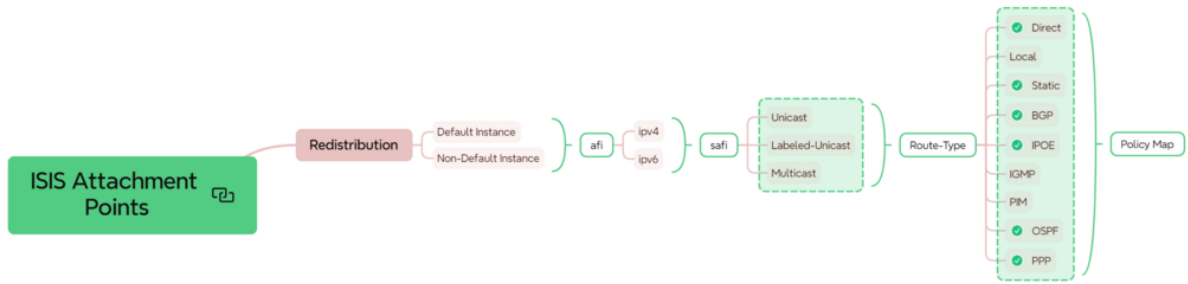 ISIS Attachment
Points
Redistribution
Default Instance
Non-Default Instance
afi
ipv4
ipv6
safi
Unicast
Labeled-Unicast
Multicast
Route-Type
Direct
Local
Static
BGP
IPOE
IGMP
PIM
OSPF
PPP
Policy Map